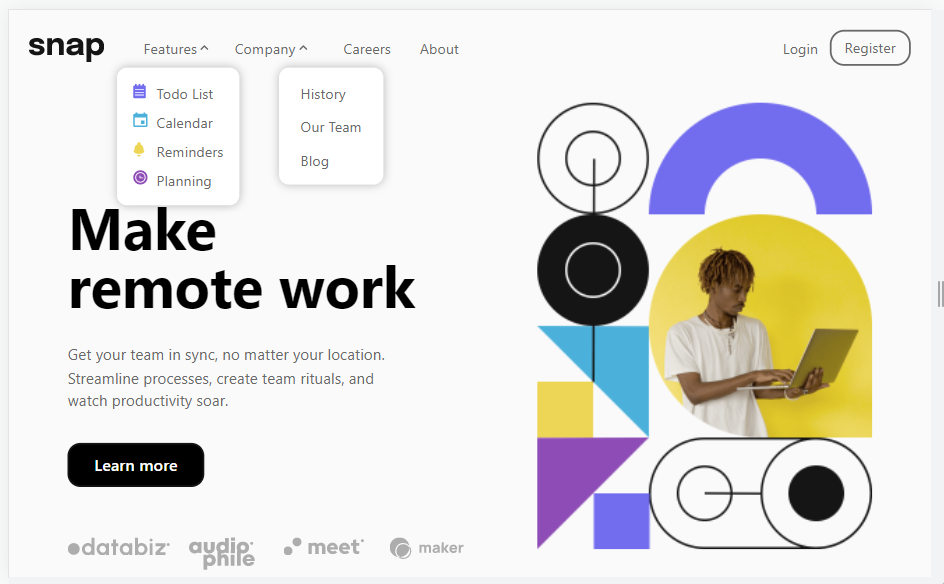 snap
Features
Company
Careers
About
Login
Register
Todo List
Calendar
Reminders
Planning
History
Our Team
Blog
Make
remote work
Get your team in sync, no matter your location.
Streamline processes, create team rituals, and
watch productivity soar.
Learn more
databiz
audio
phile
meet
maker